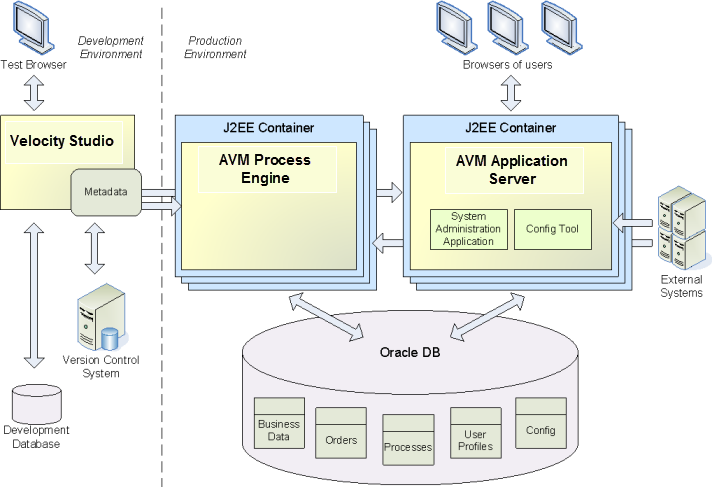 Development
Environment
Production
Environment
Test Browser
Browsers of users
Velocity Studio
Metadata
J2EE Container
AVM Process
Engine
J2EE Container
AVM Application
Server
System
Administration
Application
Config Tool
External
Systems
Version Control
System
Development
Database
Oracle DB
Business
Data
Orders
Processes
User
Profiles
Config